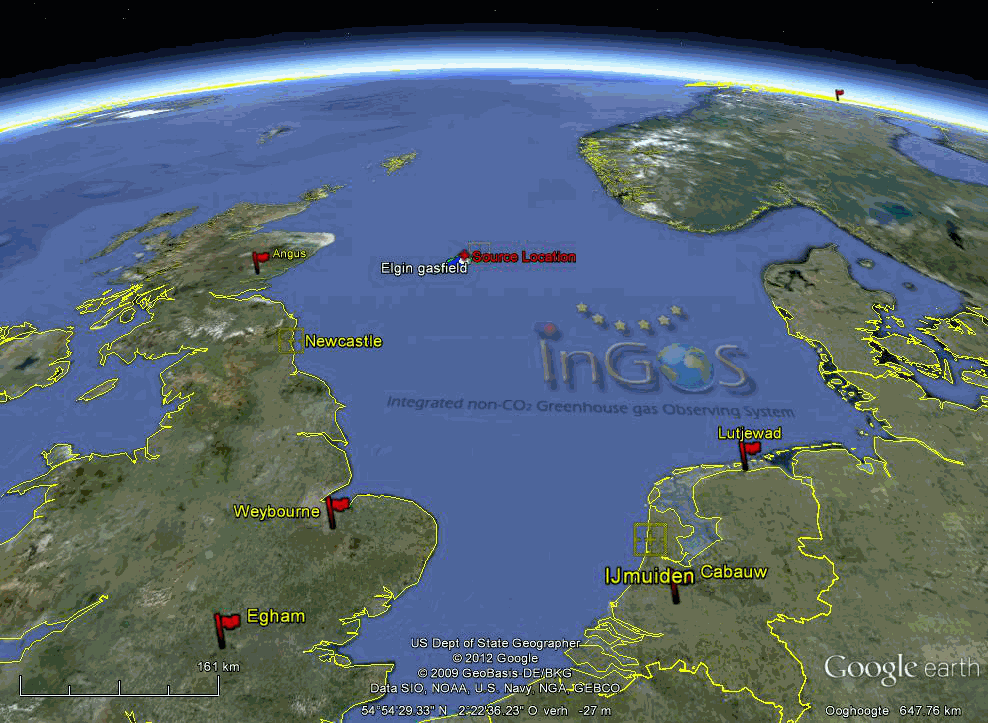 Angus
Elgin gasfield
Source Location
Newcastle
inGOS
Integrated non-CO₂ Greenhouse gas Observing System
Lutjewad
Weybourne
IJmuiden
Cabauw
Egham
161 km
US Dept of State Geographer
© 2012 Google
© 2009 GeoBasis-DE/BKG
Data SIO, NOAA, U.S. Navy, NGA, GEBCO
Google earth
54°54'29.33" N 2°22'36.23" O verh -27 m
Ooghoogte 647.76 km